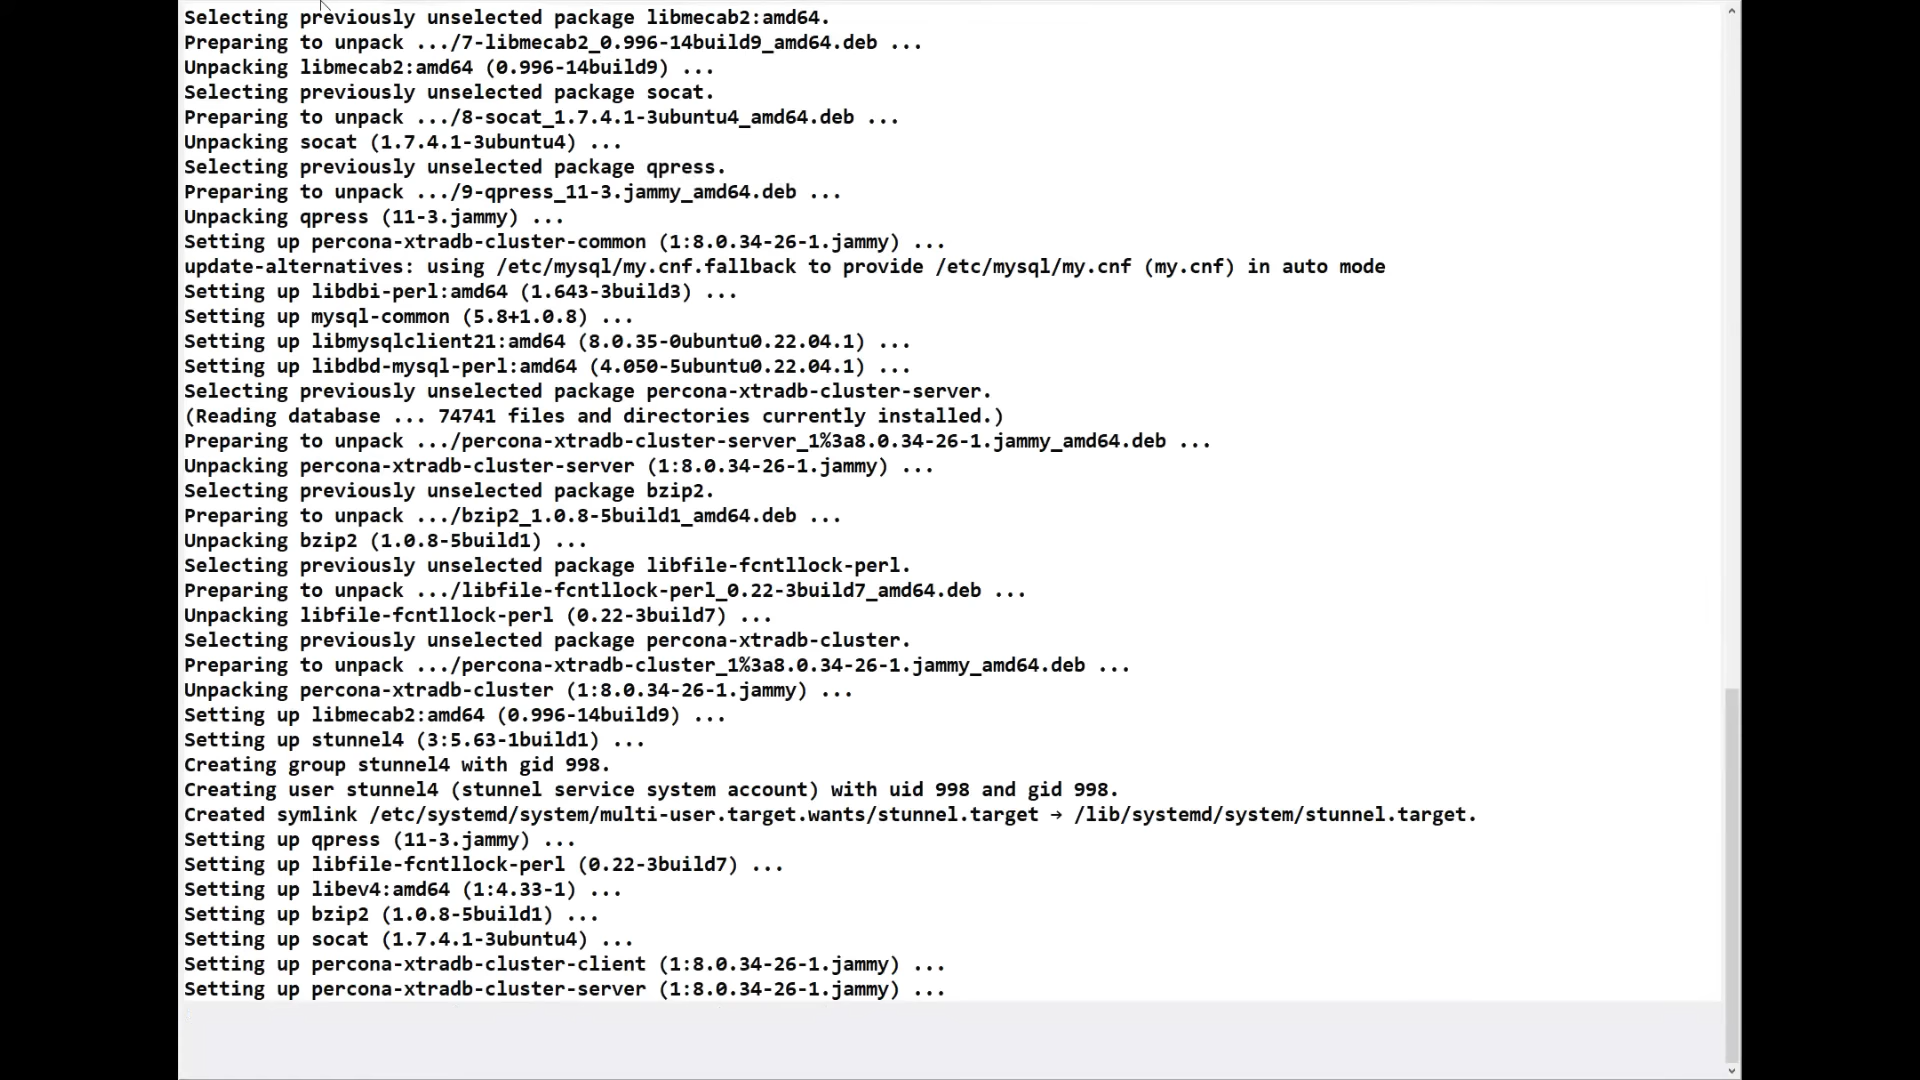 Selecting previously unselected package libmecab2:amd64.
Preparing to unpack .../7-libmecab2_0.996-14build9_amd64.deb ...
Unpacking libmecab2:amd64 (0.996-14build9) ...
Selecting previously unselected package socat.
Preparing to unpack .../8-socat_1.7.4.1-3ubuntu4_amd64.deb ...
Unpacking socat (1.7.4.1-3ubuntu4) ...
Selecting previously unselected package qpress.
Preparing to unpack .../9-qpress_11-3.jammy_amd64.deb ...
Unpacking qpress (11-3.jammy) ...
Setting up percona-xtradb-cluster-common (1:8.0.34-26-1.jammy) ...
update-alternatives: using /etc/mysql/my.cnf.fallback to provide /etc/mysql/my.cnf (my.cnf) in auto mode
Setting up libdbi-perl:amd64 (1.643-3build3) ...
Setting up mysql-common (5.8+1.0.8) ...
Setting up libmysqlclient21:amd64 (8.0.35-0ubuntu0.22.04.1) ...
Setting up libdbd-mysql-perl:amd64 (4.050-5ubuntu0.22.04.1) ...
Selecting previously unselected package percona-xtradb-cluster-server.
(Reading database ... 74741 files and directories currently installed.)
Preparing to unpack .../percona-xtradb-cluster-server_1%3a8.0.34-26-1.jammy_amd64.deb ...
Unpacking percona-xtradb-cluster-server (1:8.0.34-26-1.jammy) ...
Selecting previously unselected package bzip2.
Preparing to unpack .../bzip2_1.0.8-5build1_amd64.deb ...
Unpacking bzip2 (1.0.8-5build1) ...
Selecting previously unselected package libfile-fcntllock-perl.
Preparing to unpack .../libfile-fcntllock-perl_0.22-3build7_amd64.deb ...
Unpacking libfile-fcntllock-perl (0.22-3build7) ...
Selecting previously unselected package percona-xtradb-cluster.
Preparing to unpack .../percona-xtradb-cluster_1%3a8.0.34-26-1.jammy_amd64.deb ...
Unpacking percona-xtradb-cluster (1:8.0.34-26-1.jammy) ...
Setting up libmecab2:amd64 (0.996-14build9) ...
Setting up stunnel4 (3:5.63-1build1) ...
Creating group stunnel4 with gid 998.
Creating user stunnel4 (stunnel service system account) with uid 998 and gid 998.
Created symlink /etc/systemd/system/multi-user.target.wants/stunnel.target → /lib/systemd/system/stunnel.target.
Setting up qpress (11-3.jammy) ...
Setting up libfile-fcntllock-perl (0.22-3build7) ...
Setting up libev4:amd64 (1:4.33-1) ...
Setting up bzip2 (1.0.8-5build1) ...
Setting up socat (1.7.4.1-3ubuntu4) ...
Setting up percona-xtradb-cluster-client (1:8.0.34-26-1.jammy) ...
Setting up percona-xtradb-cluster-server (1:8.0.34-26-1.jammy) ...